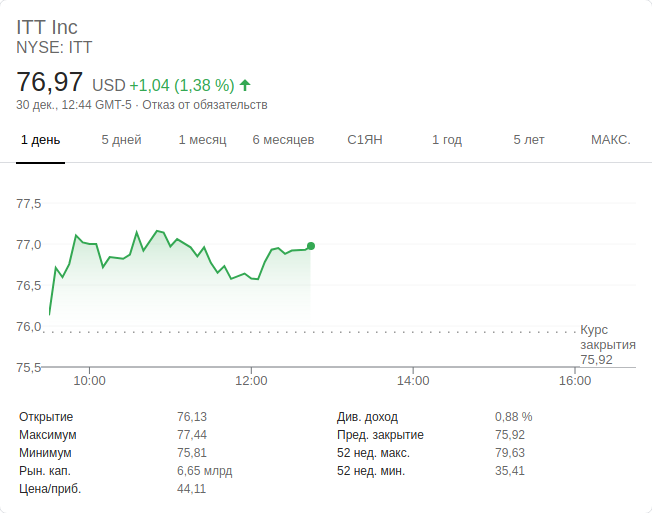 ITT Inc
NYSE: ITT
76,97 USD +1,04 (1,38 %)
30 дек., 12:44 GMT-5 · Отказ от обязательств
1 день 5 дней 1 месяц 6 месяцев С1ЯН 1 год 5 лет МАКС.
77,5
77,0
76,5
76,0
Курс
закрытия
75,92
75,5
10:00 12:00 14:00 16:00
Открытие 76,13 Див. доход 0,88 %
Максимум 77,44 Пред. закрытие 75,92
Минимум 75,81 52 нед. макс. 79,63
Рын. кап. 6,65 млрд 52 нед. мин. 35,41
Цена/приб. 44,11